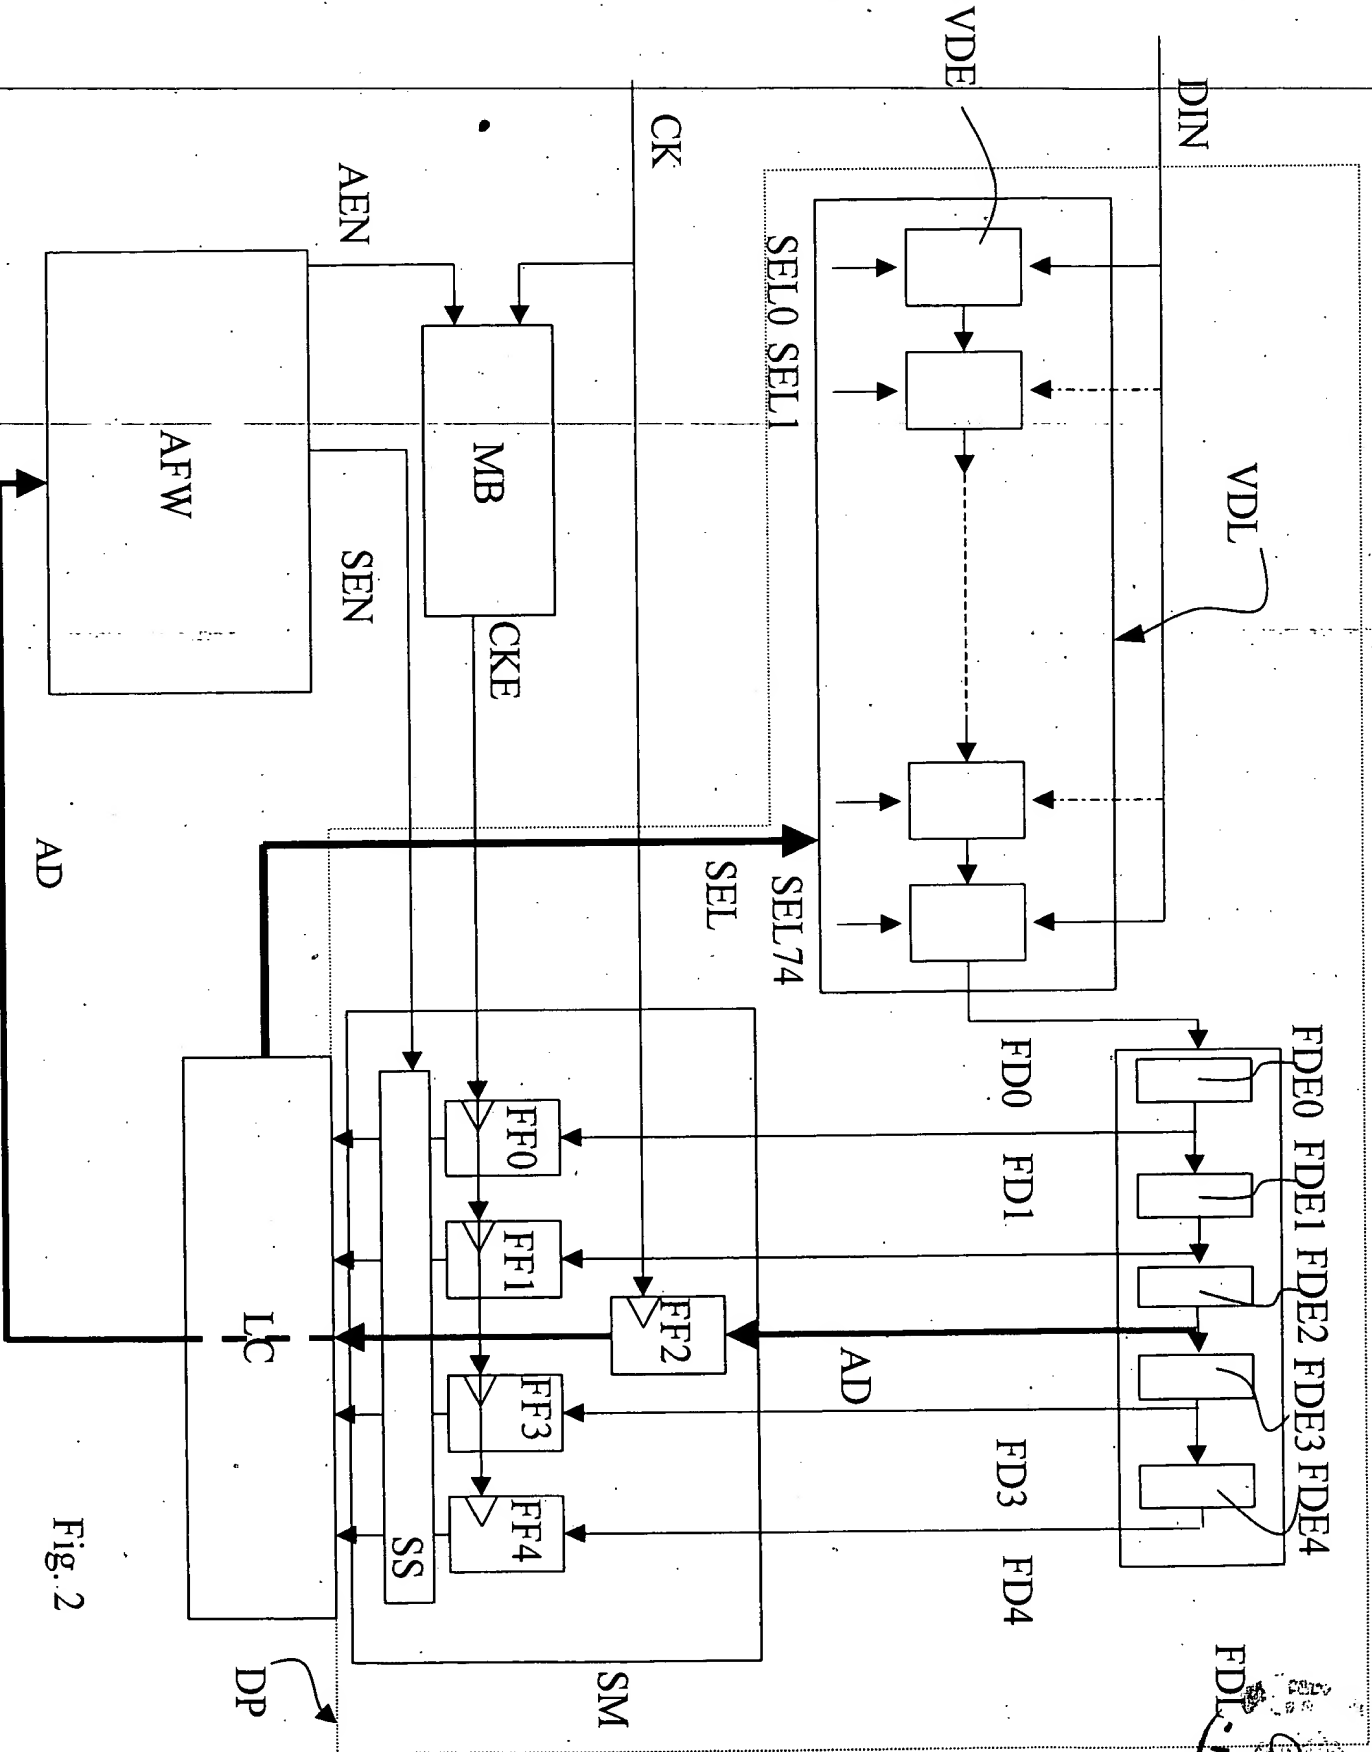 DIN
VDE
VDL
SEL0 SEL1
SEL74
SEL
CK
AEN
MB
CKE
AFW
SEN
AD
FDE0 FDE1 FDE2 FDE3 FDE4
FDL
FD0
FD1
AD
FD3
FD4
FF0
FF1
FF2
FF3
FF4
SS
SM
LC
DP
Fig. 2